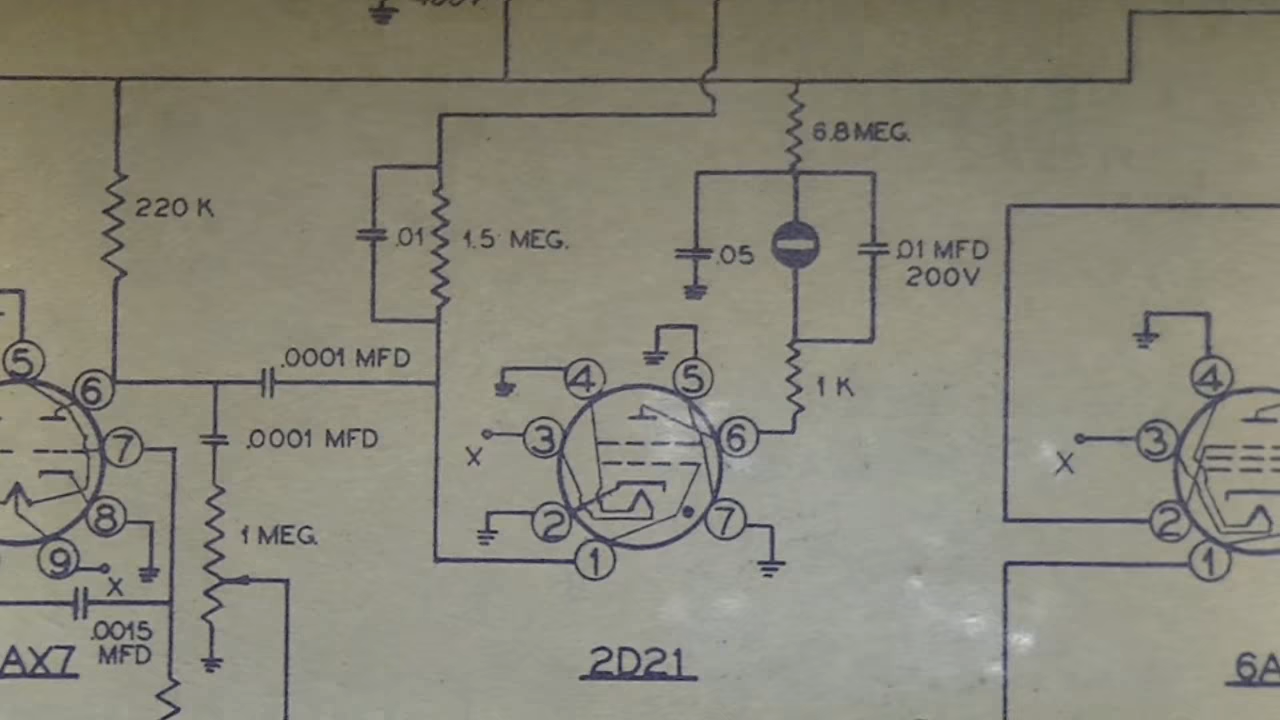 6.8 MEG.
220 K
.01
1.5 MEG.
.05
.01 MFD
200V
.0001 MFD
.0001 MFD
1 K
1 MEG.
5
6
7
8
9
X
4
5
3
6
X
2
7
1
4
3
X
2
1
.0015
MFD
AX7
2D21
6A